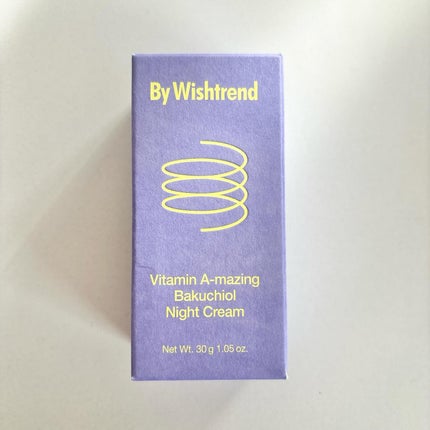 By Wishtrend
Vitamin A-mazing
Bakuchiol
Night Cream
Net Wt. 30 g 1.05 oz.